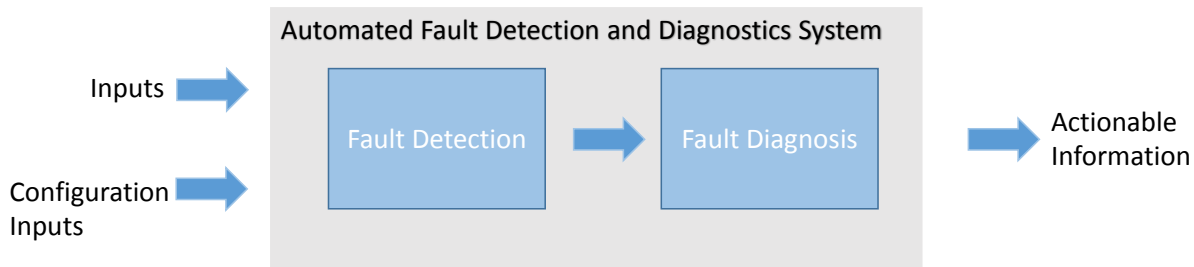 Automated Fault Detection and Diagnostics System
Inputs
Configuration
Inputs
Fault Detection
Fault Diagnosis
Actionable
Information